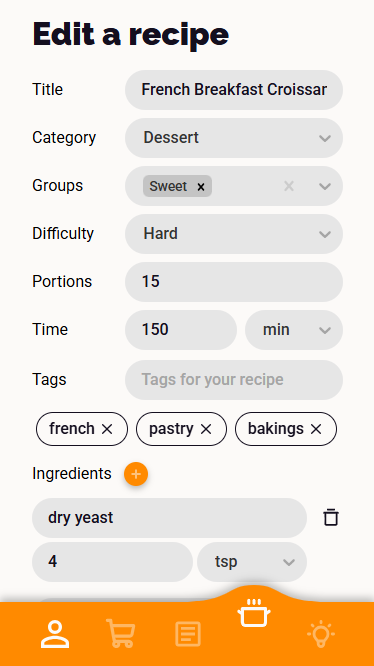 Edit a recipe
Title French Breakfast Croissar
Category Dessert
Groups Sweet ×
Difficulty Hard
Portions 15
Time 150 min
Tags Tags for your recipe
french × pastry × bakings ×
Ingredients +
dry yeast
4 tsp